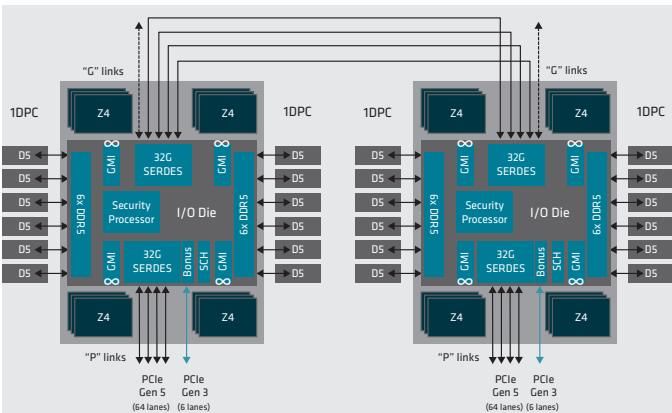 "G" links
"G" links
1DPC
Z4
Z4
1DPC
1DPC
Z4
Z4
1DPC
D5
GMI
32G
SERDES
GMI
D5
D5
GMI
32G
SERDES
GMI
D5
D5
D5
D5
D5
D5
6x DDR5
Security
Processor
I/O Die
6x DDR5
D5
D5
6x DDR5
Security
Processor
I/O Die
6x DDR5
D5
D5
D5
D5
D5
D5
GMI
32G
SERDES
Bonus
SCH
GMI
D5
D5
GMI
32G
SERDES
Bonus
SCH
GMI
D5
D5
D5
D5
D5
Z4
Z4
Z4
Z4
"P" links
"P" links
PCIe
Gen 5
(64 lanes)
PCIe
Gen 3
(6 lanes)
PCIe
Gen 5
(64 lanes)
PCIe
Gen 3
(6 lanes)